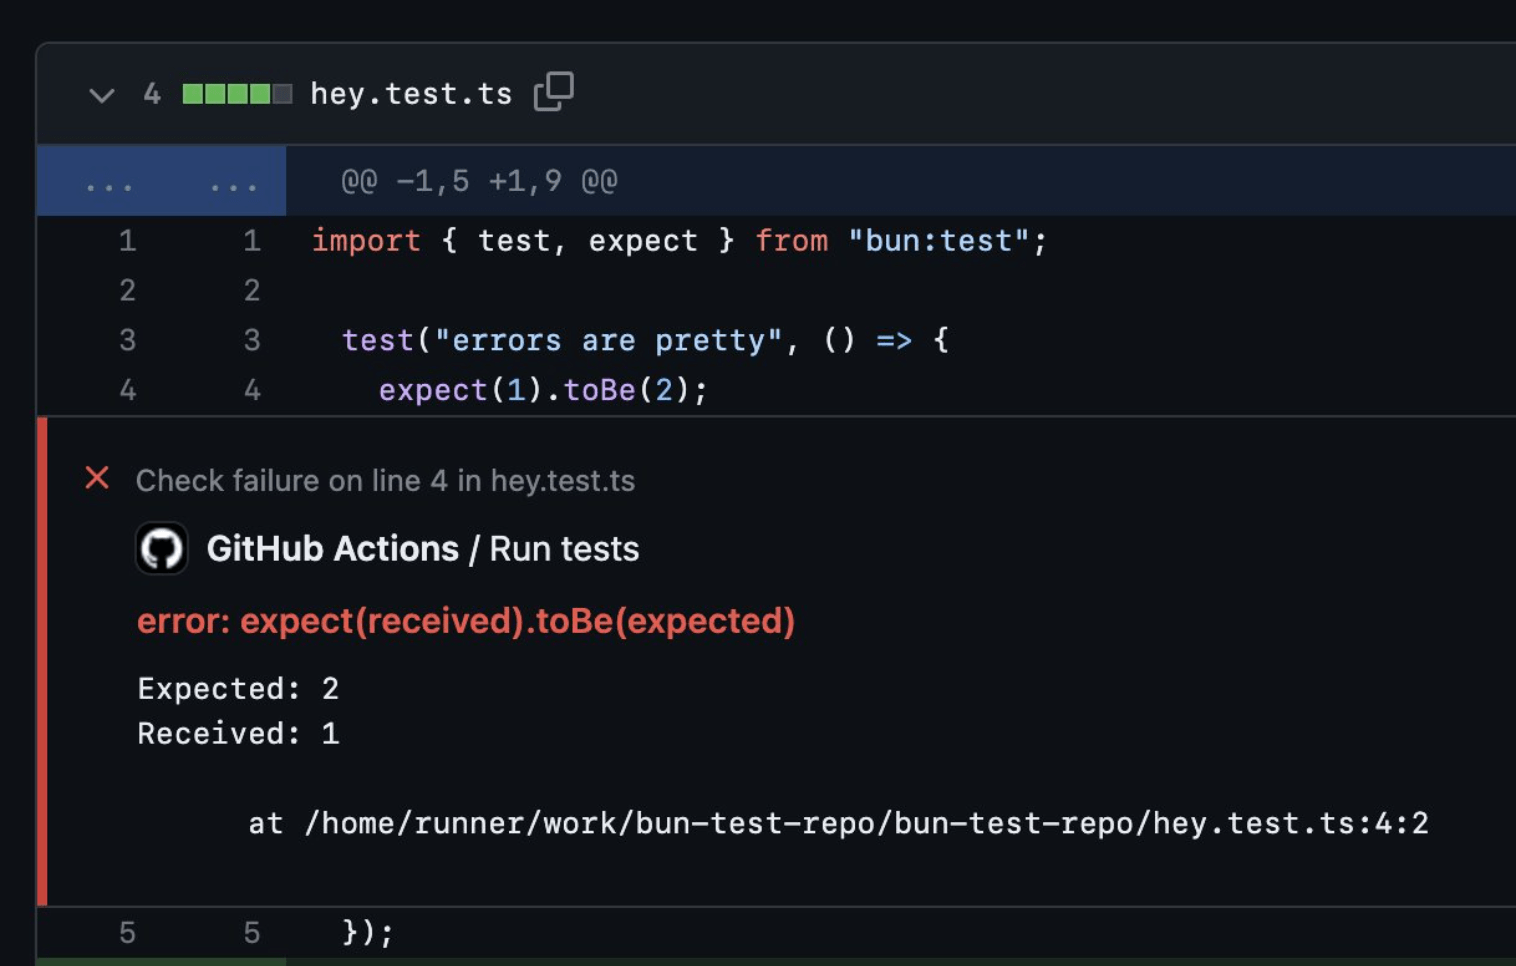 4 hey.test.ts
... ... @@ -1,5 +1,9 @@
1 1 import { test, expect } from "bun:test";
2 2
3 3 test("errors are pretty", () => {
4 4 expect(1).toBe(2);
Check failure on line 4 in hey.test.ts
GitHub Actions / Run tests
error: expect(received).toBe(expected)
Expected: 2
Received: 1
at /home/runner/work/bun-test-repo/bun-test-repo/hey.test.ts:4:2
5 5 });